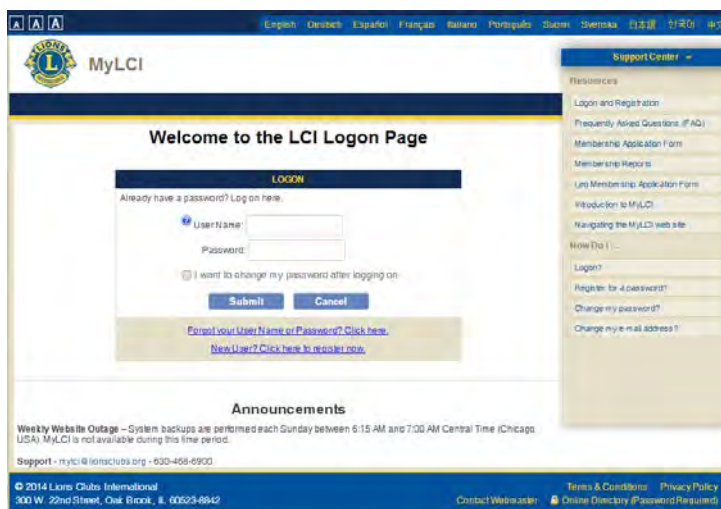 A A A
English Deutsch Español Français Italiano Português Suomi Svenska 日本語 한국어
LIONS
L
MyLCI
Support Center
Resources
Logon and Registration
Frequently Asked Questions (FAQ)
Membership Application Form
Membership Reports
Leo Membership Application Form
Introduction to MyLCI
Navigating the MyLCI web site
How Do I ...
Logon?
Register for a password?
Change my password?
Change my e-mail address?
Welcome to the LCI Logon Page
LOGON
Already have a password? Log on here.
User Name:
Password:
I want to change my password after logging on
Submit Cancel
Forgot your User Name or Password? Click here.
New User? Click here to register now.
Announcements
Weekly Website Outage – System backups are performed each Sunday between 6:15 AM and 7:00 AM Central Time (Chicago
USA). MyLCI is not available during this time period.
Support - mylci@lionsclubs.org - 630-468-6900
© 2014 Lions Clubs International
300 W. 22nd Street, Oak Brook, IL 60523-8842
Terms & Conditions Privacy Policy
Contact Webmaster Online Directory (Password Required)